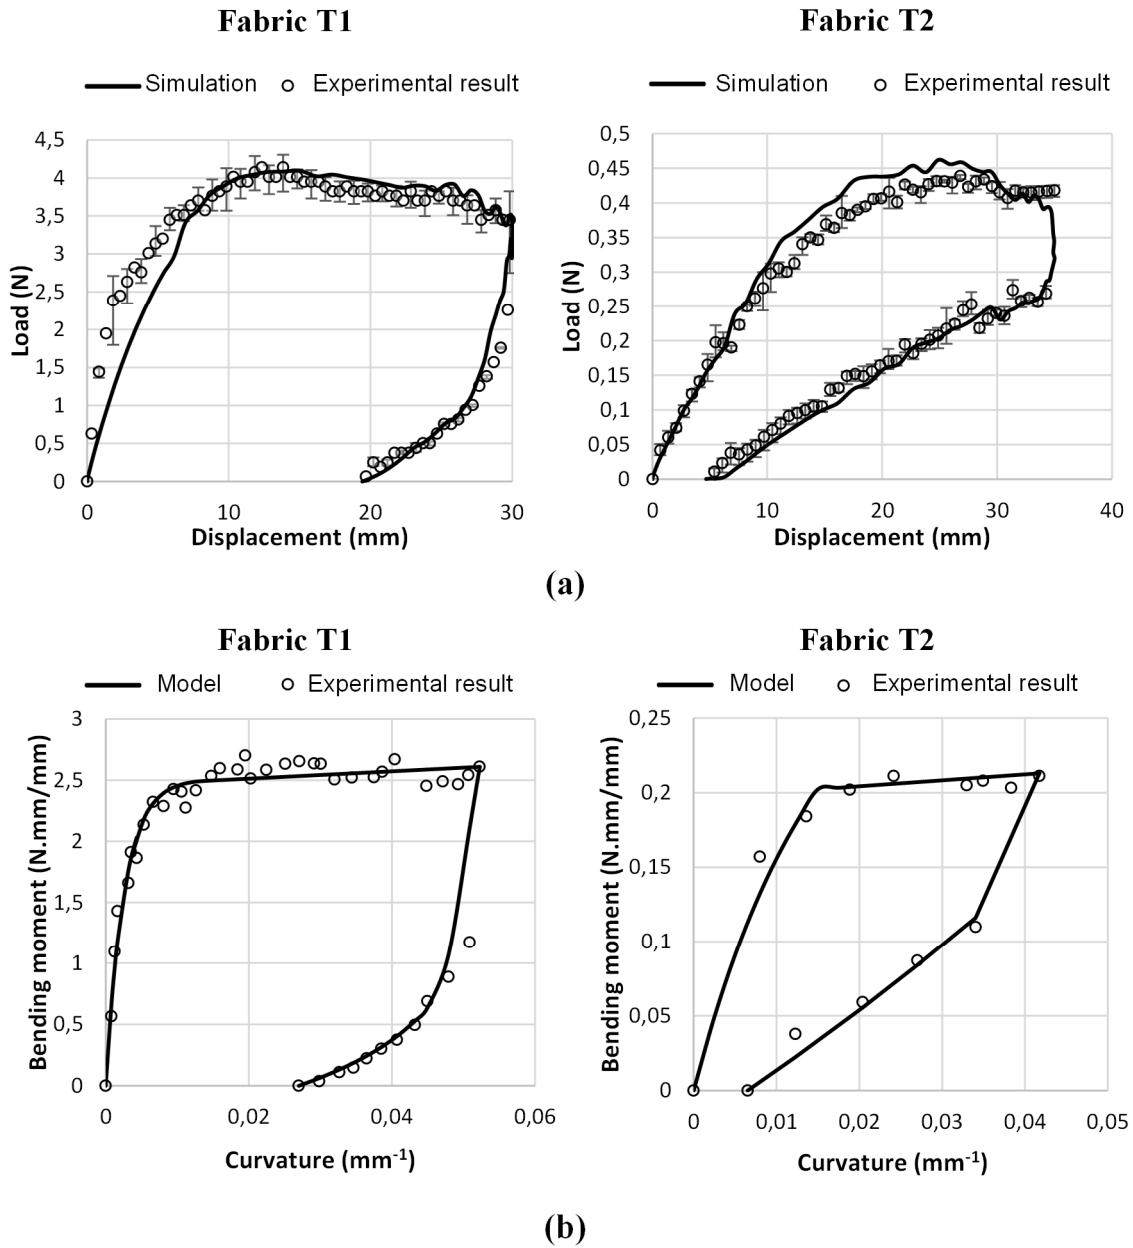 Fabric T1
Fabric T2
Simulation Experimental result
Simulation Experimental result
4,5
4
3,5
3
2,5
2
1,5
1
0,5
0
Load (N)
0 10 20 30
Displacement (mm)
0,5
0,45
0,4
0,35
0,3
0,25
0,2
0,15
0,1
0,05
0
Load (N)
0 10 20 30 40
Displacement (mm)
(a)
Fabric T1
Fabric T2
Model Experimental result
Model Experimental result
3
2,5
2
1,5
1
0,5
0
Bending moment (N.mm/mm)
0 0,02 0,04 0,06
Curvature (mm⁻¹)
0,25
0,2
0,15
0,1
0,05
0
Bending moment (N.mm/mm)
0 0,01 0,02 0,03 0,04 0,05
Curvature (mm⁻¹)
(b)